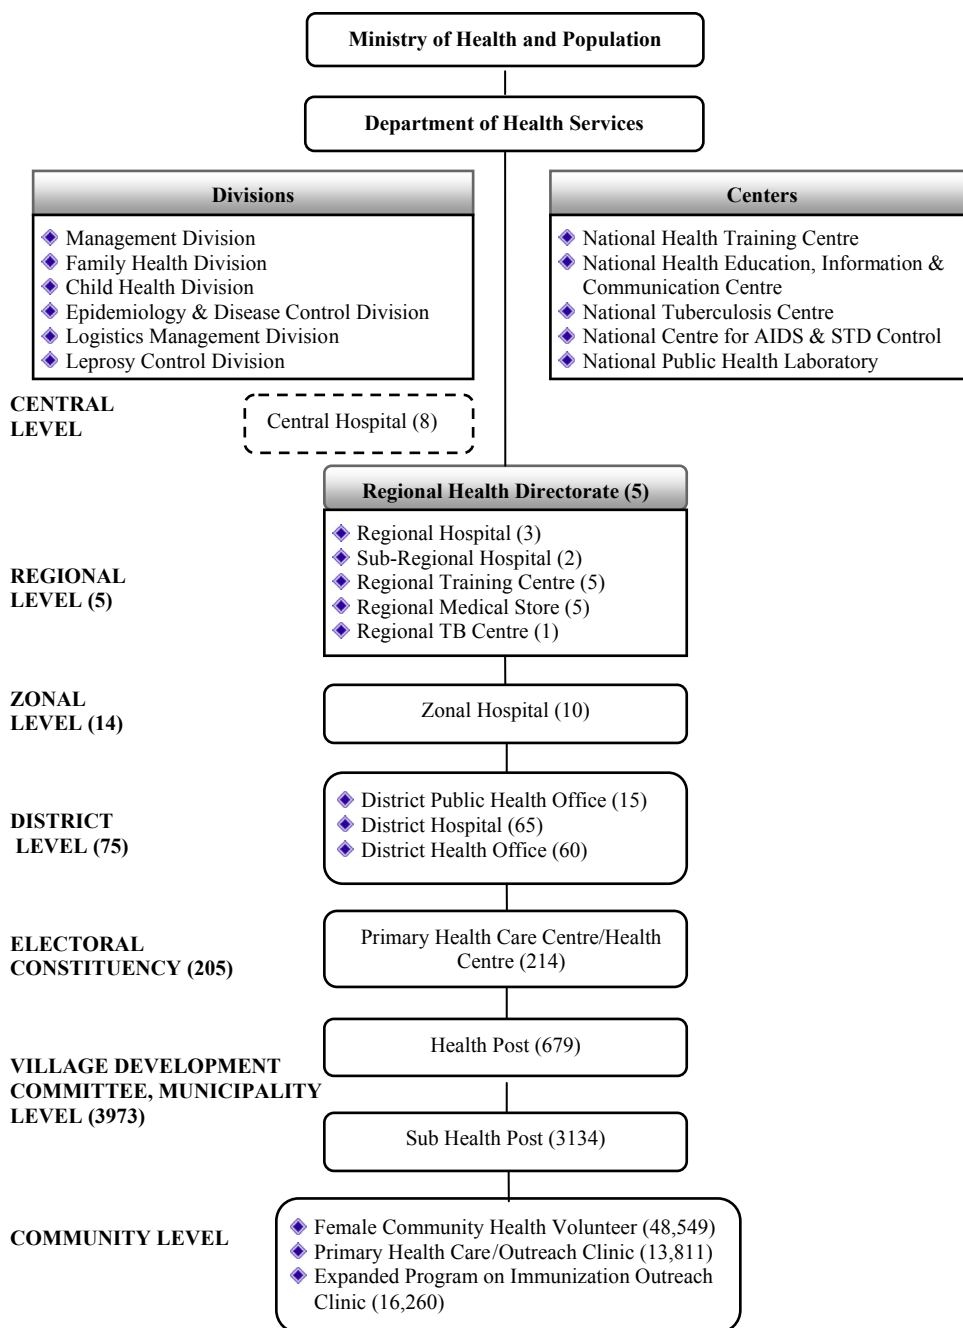 Ministry of Health and Population
Department of Health Services
Divisions
Management Division
Family Health Division
Child Health Division
Epidemiology & Disease Control Division
Logistics Management Division
Leprosy Control Division
Centers
National Health Training Centre
National Health Education, Information &
Communication Centre
National Tuberculosis Centre
National Centre for AIDS & STD Control
National Public Health Laboratory
CENTRAL
LEVEL
Central Hospital (8)
Regional Health Directorate (5)
REGIONAL
LEVEL (5)
Regional Hospital (3)
Sub-Regional Hospital (2)
Regional Training Centre (5)
Regional Medical Store (5)
Regional TB Centre (1)
ZONAL
LEVEL (14)
Zonal Hospital (10)
DISTRICT
LEVEL (75)
District Public Health Office (15)
District Hospital (65)
District Health Office (60)
ELECTORAL
CONSTITUENCY (205)
Primary Health Care Centre/Health
Centre (214)
VILLAGE DEVELOPMENT
COMMITTEE, MUNICIPALITY
LEVEL (3973)
Health Post (679)
Sub Health Post (3134)
COMMUNITY LEVEL
Female Community Health Volunteer (48,549)
Primary Health Care/Outreach Clinic (13,811)
Expanded Program on Immunization Outreach
Clinic (16,260)